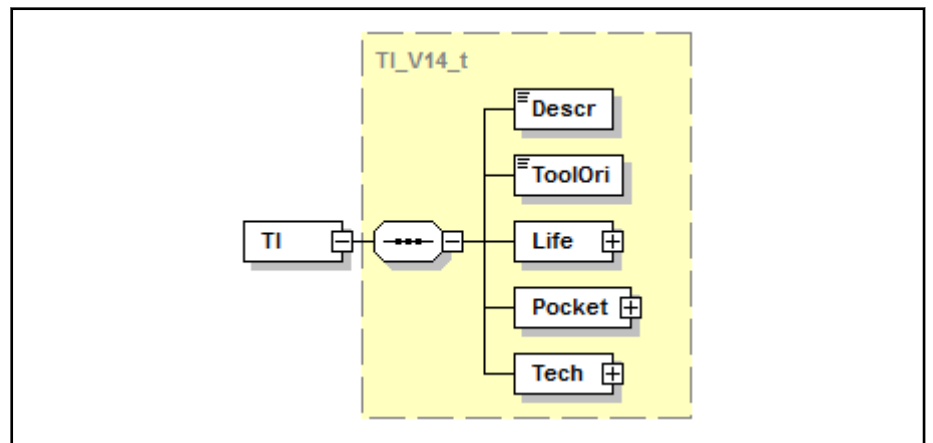 TI_V14_t
Descr
ToolOri
TI
Life
Pocket
Tech